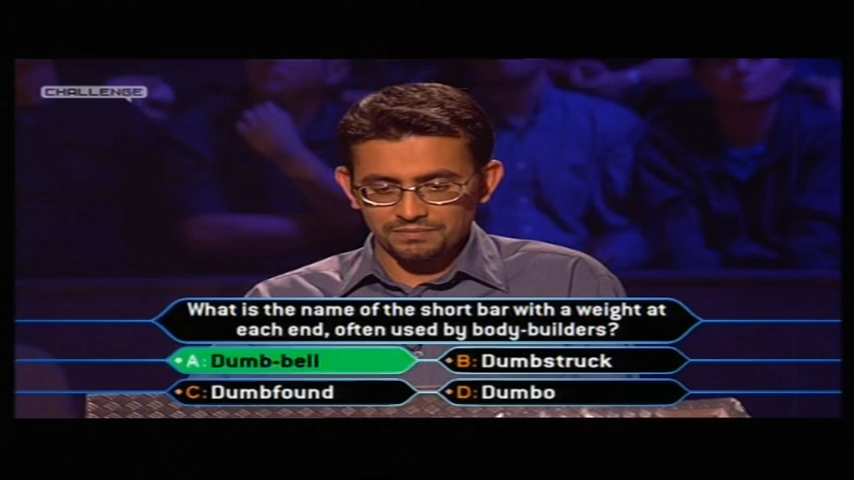 CHALLENGE
What is the name of the short bar with a weight at
each end, often used by body-builders?
A: Dumb-bell
B: Dumbstruck
C: Dumbfound
D: Dumbo